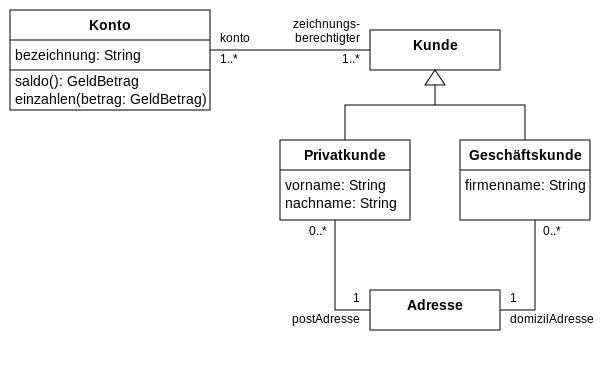 Konto
bezeichnung: String
saldo(): GeldBetrag
einzahlen(betrag: GeldBetrag)
konto
1..*
zeichnungs-
berechtigter
1..*
Kunde
Privatkunde
vorname: String
nachname: String
Geschäftskunde
firmenname: String
0..*
0..*
1
postAdresse
Adresse
1
domizilAdresse